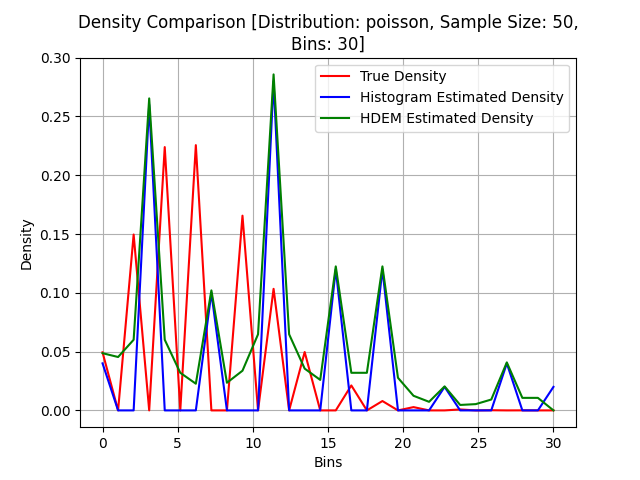 Density Comparison [Distribution: poisson, Sample Size: 50,
Bins: 30]
True Density
Histogram Estimated Density
HDEM Estimated Density
0.30
0.25
0.20
0.15
0.10
0.05
0.00
Density
0 5 10 15 20 25 30
Bins